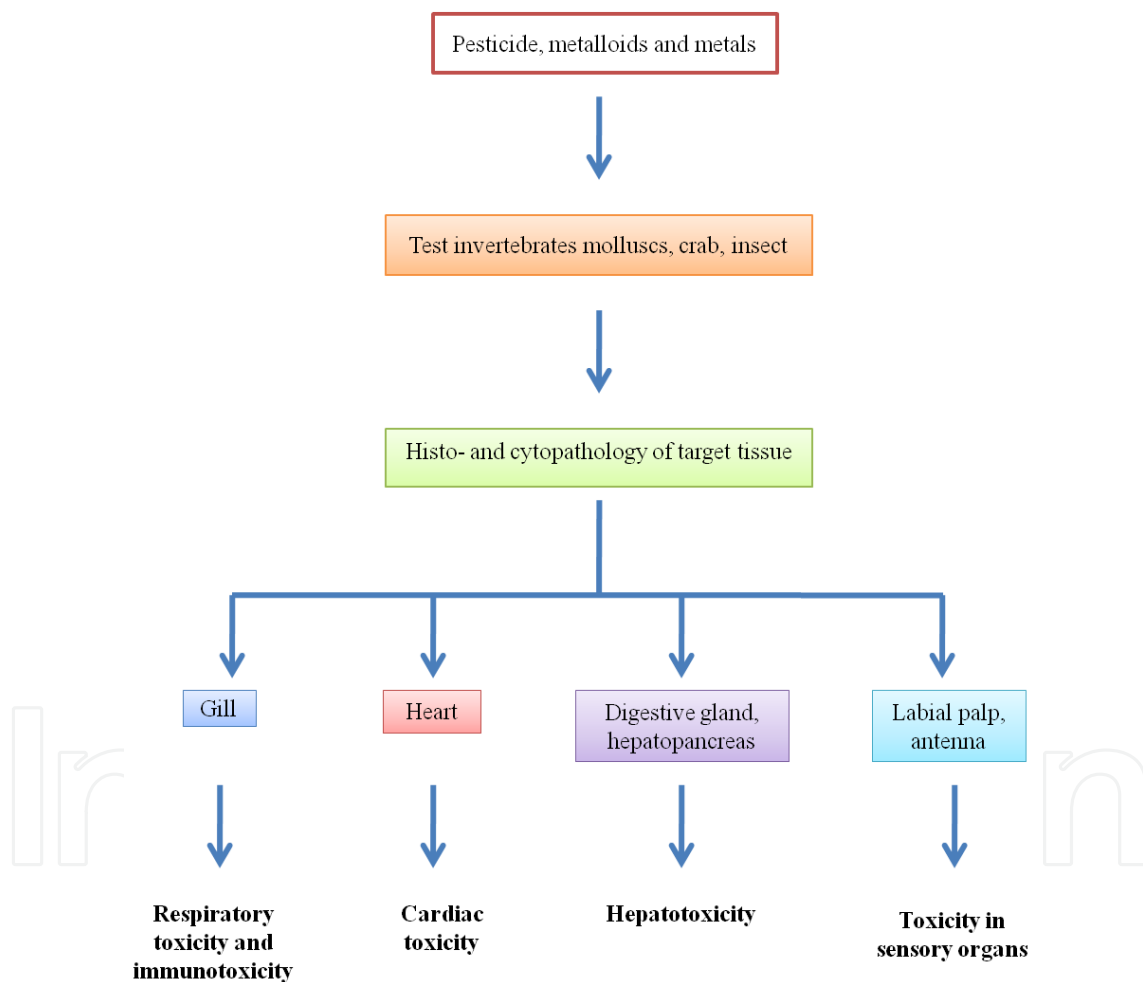 Pesticide, metalloids and metals
Test invertebrates molluscs, crab, insect
Histo- and cytopathology of target tissue
Gill
Heart
Digestive gland,
hepatopancreas
Labial palp,
antenna
Respiratory
toxicity and
immunotoxicity
Cardiac
toxicity
Hepatotoxicity
Toxicity in
sensory organs